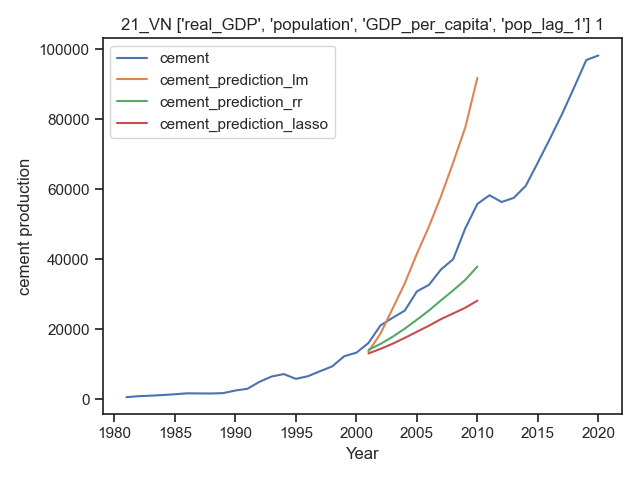 21_VN ['real_GDP', 'population', 'GDP_per_capita', 'pop_lag_1'] 1
cement
cement_prediction_lm
cement_prediction_rr
cement_prediction_lasso
cement production
100000
80000
60000
40000
20000
0
1980
1985
1990
1995
2000
2005
2010
2015
2020
Year